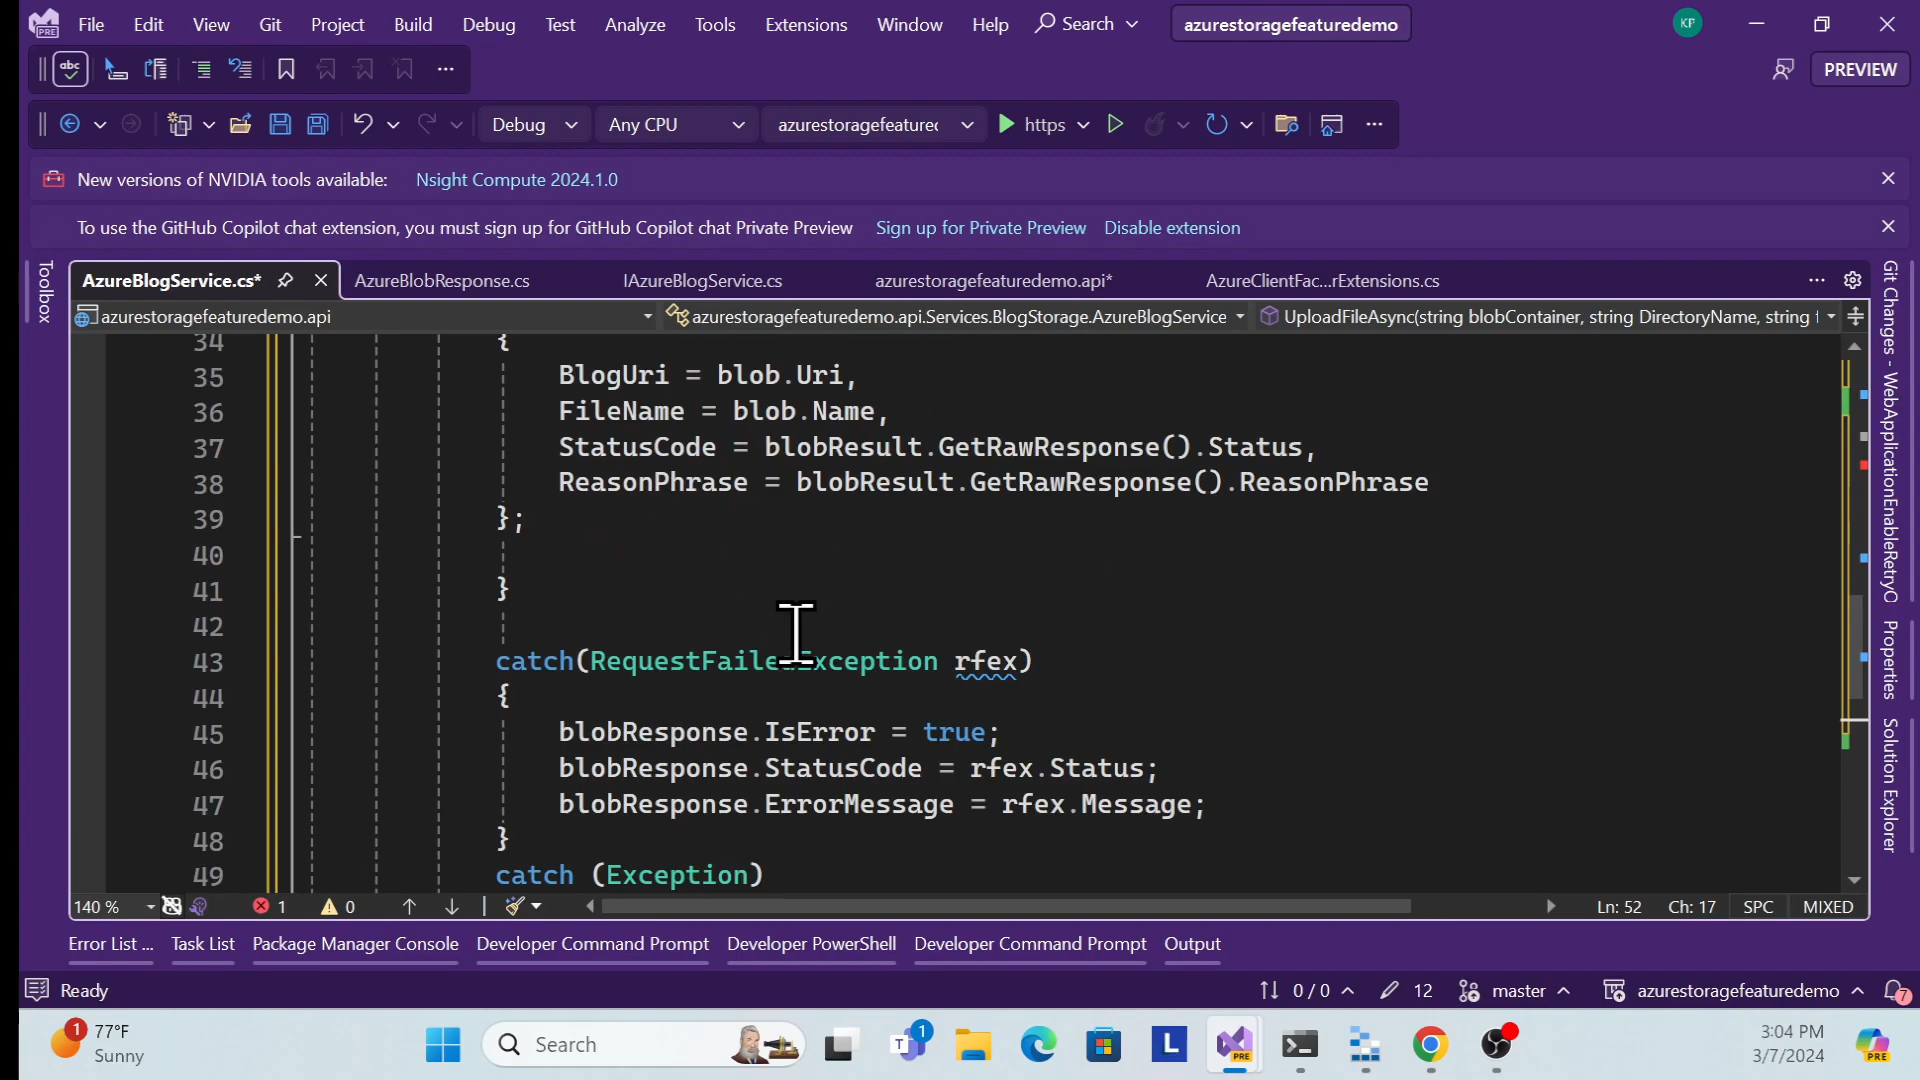 File Edit View Git Project Build Debug Test Analyze Tools Extensions Window Help Search azurestoragefeaturedemo KP
PRE
abc PREVIEW
Debug Any CPU azurestoragefeatured https
New versions of NVIDIA tools available: Nsight Compute 2024.1.0
To use the GitHub Copilot chat extension, you must sign up for GitHub Copilot chat Private Preview Sign up for Private Preview Disable extension
AzureBlogService.cs* AzureBlobResponse.cs IAzureBlogService.cs azurestoragefeaturedemo.api* AzureClientFac...rExtensions.cs
azurestoragefeaturedemo.api azurestoragefeaturedemo.api.Services.BlogStorage.AzureBlogService UploadFileAsync(string blobContainer, string DirectoryName, string f
Toolbox
34 {
35 BlogUri = blob.Uri,
36 FileName = blob.Name,
37 StatusCode = blobResult.GetRawResponse().Status,
38 ReasonPhrase = blobResult.GetRawResponse().ReasonPhrase
39 };
40
41 }
42
43 catch(RequestFailedException rfex)
44 {
45 blobResponse.IsError = true;
46 blobResponse.StatusCode = rfex.Status;
47 blobResponse.ErrorMessage = rfex.Message;
48 }
49 catch (Exception)
Git Changes - WebApplicationEnableRetryO
Properties
Solution Explorer
140 % 1 0 Ln: 52 Ch: 17 SPC MIXED
Error List ... Task List Package Manager Console Developer Command Prompt Developer PowerShell Developer Command Prompt Output
Ready 0 / 0 12 master azurestoragefeaturedemo 7
1 77°F
Sunny
Search
T 1 L PRE
3:04 PM
3/7/2024
PRE